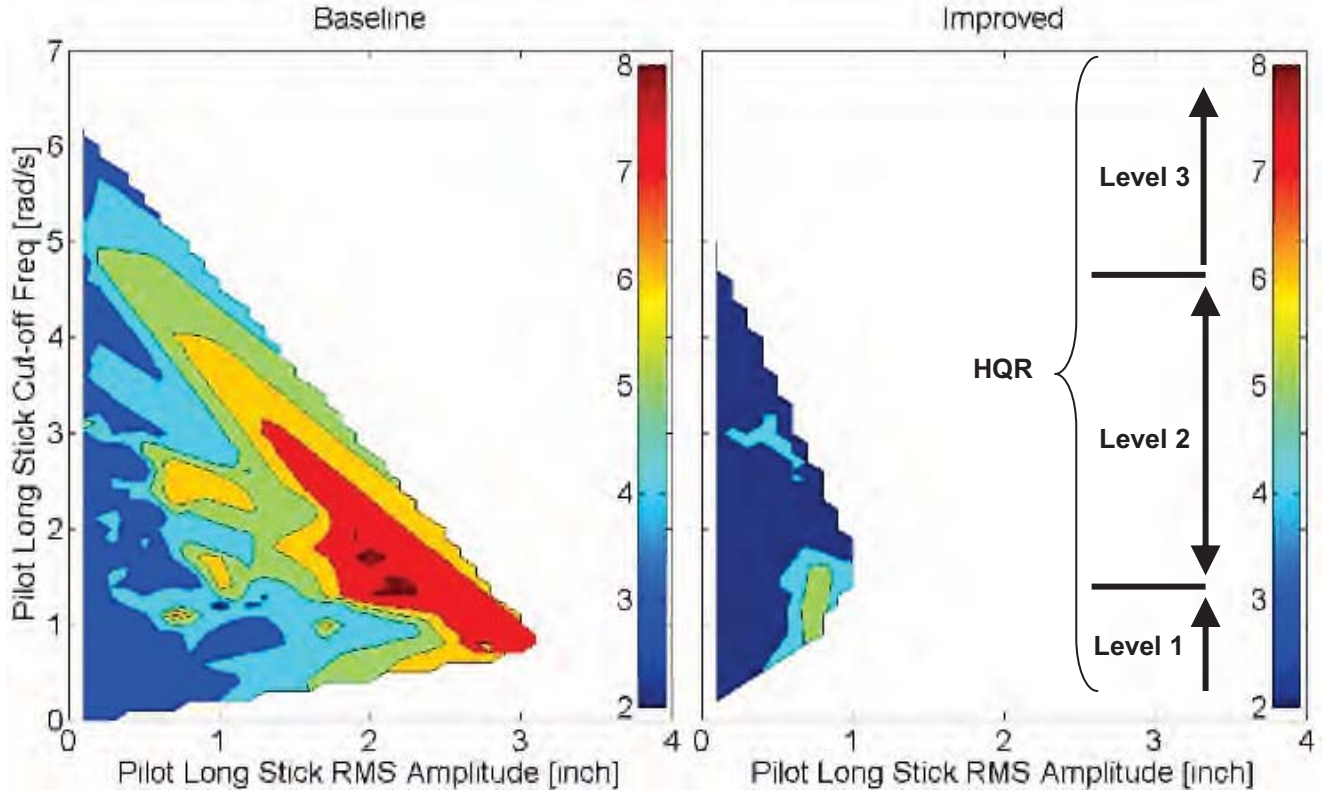 Baseline
Improved
7
6
5
4
3
2
1
0
Pilot Long Stick Cut-off Freq [rad/s]
0 1 2 3 4
Pilot Long Stick RMS Amplitude [inch]
8
7
6
5
4
3
2
0 1 2 3 4
Pilot Long Stick RMS Amplitude [inch]
HQR
Level 3
Level 2
Level 1
8
7
6
5
4
3
2